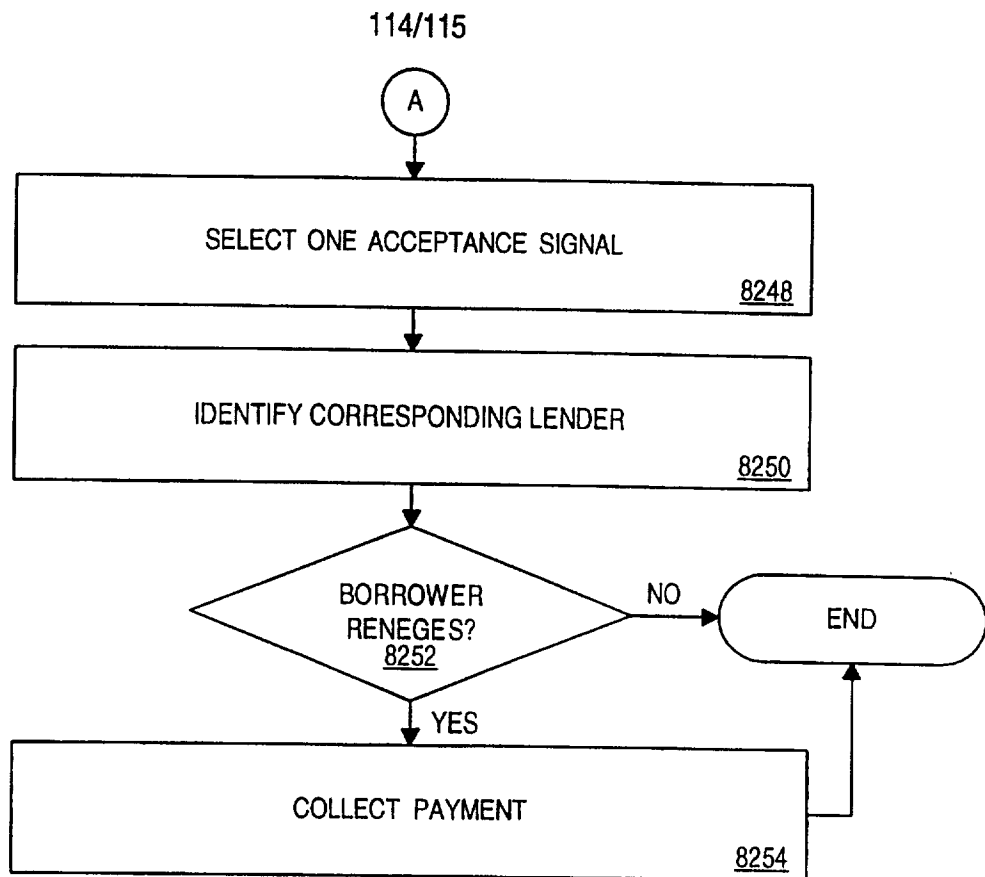 114/115
A
SELECT ONE ACCEPTANCE SIGNAL
8248
IDENTIFY CORRESPONDING LENDER
8250
BORROWER
RENEGES?
8252
NO
END
YES
COLLECT PAYMENT
8254